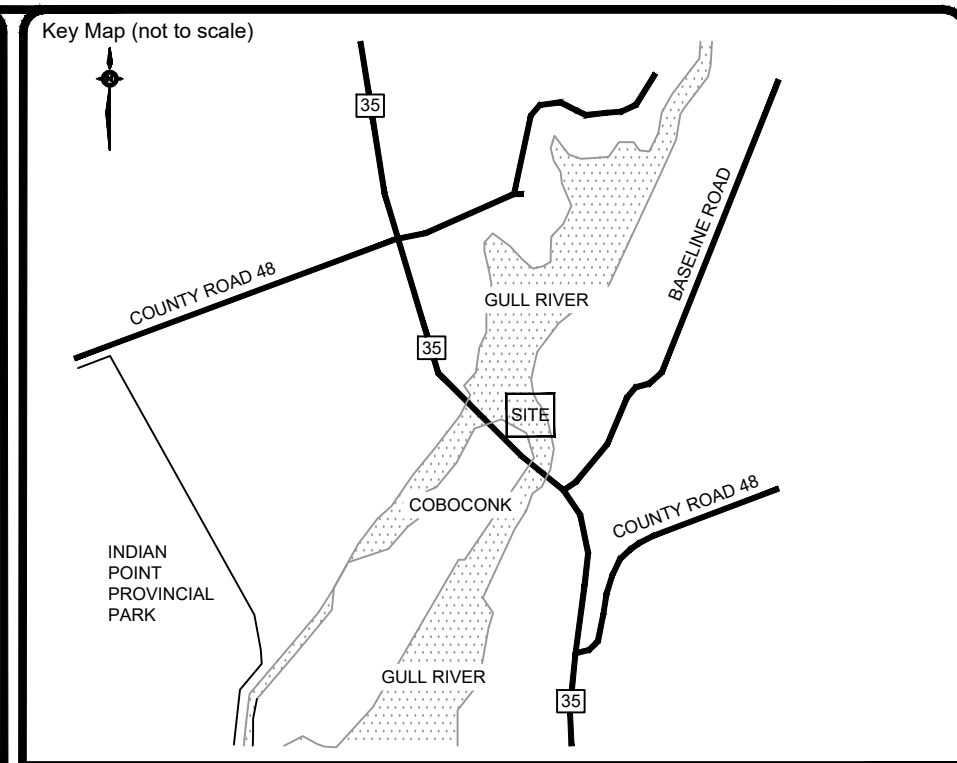 Key Map (not to scale)
35
COUNTY ROAD 48
BASELINE ROAD
GULL RIVER
35
SITE
COBOCONK
COUNTY ROAD 48
INDIAN
POINT
PROVINCIAL
PARK
GULL RIVER
35